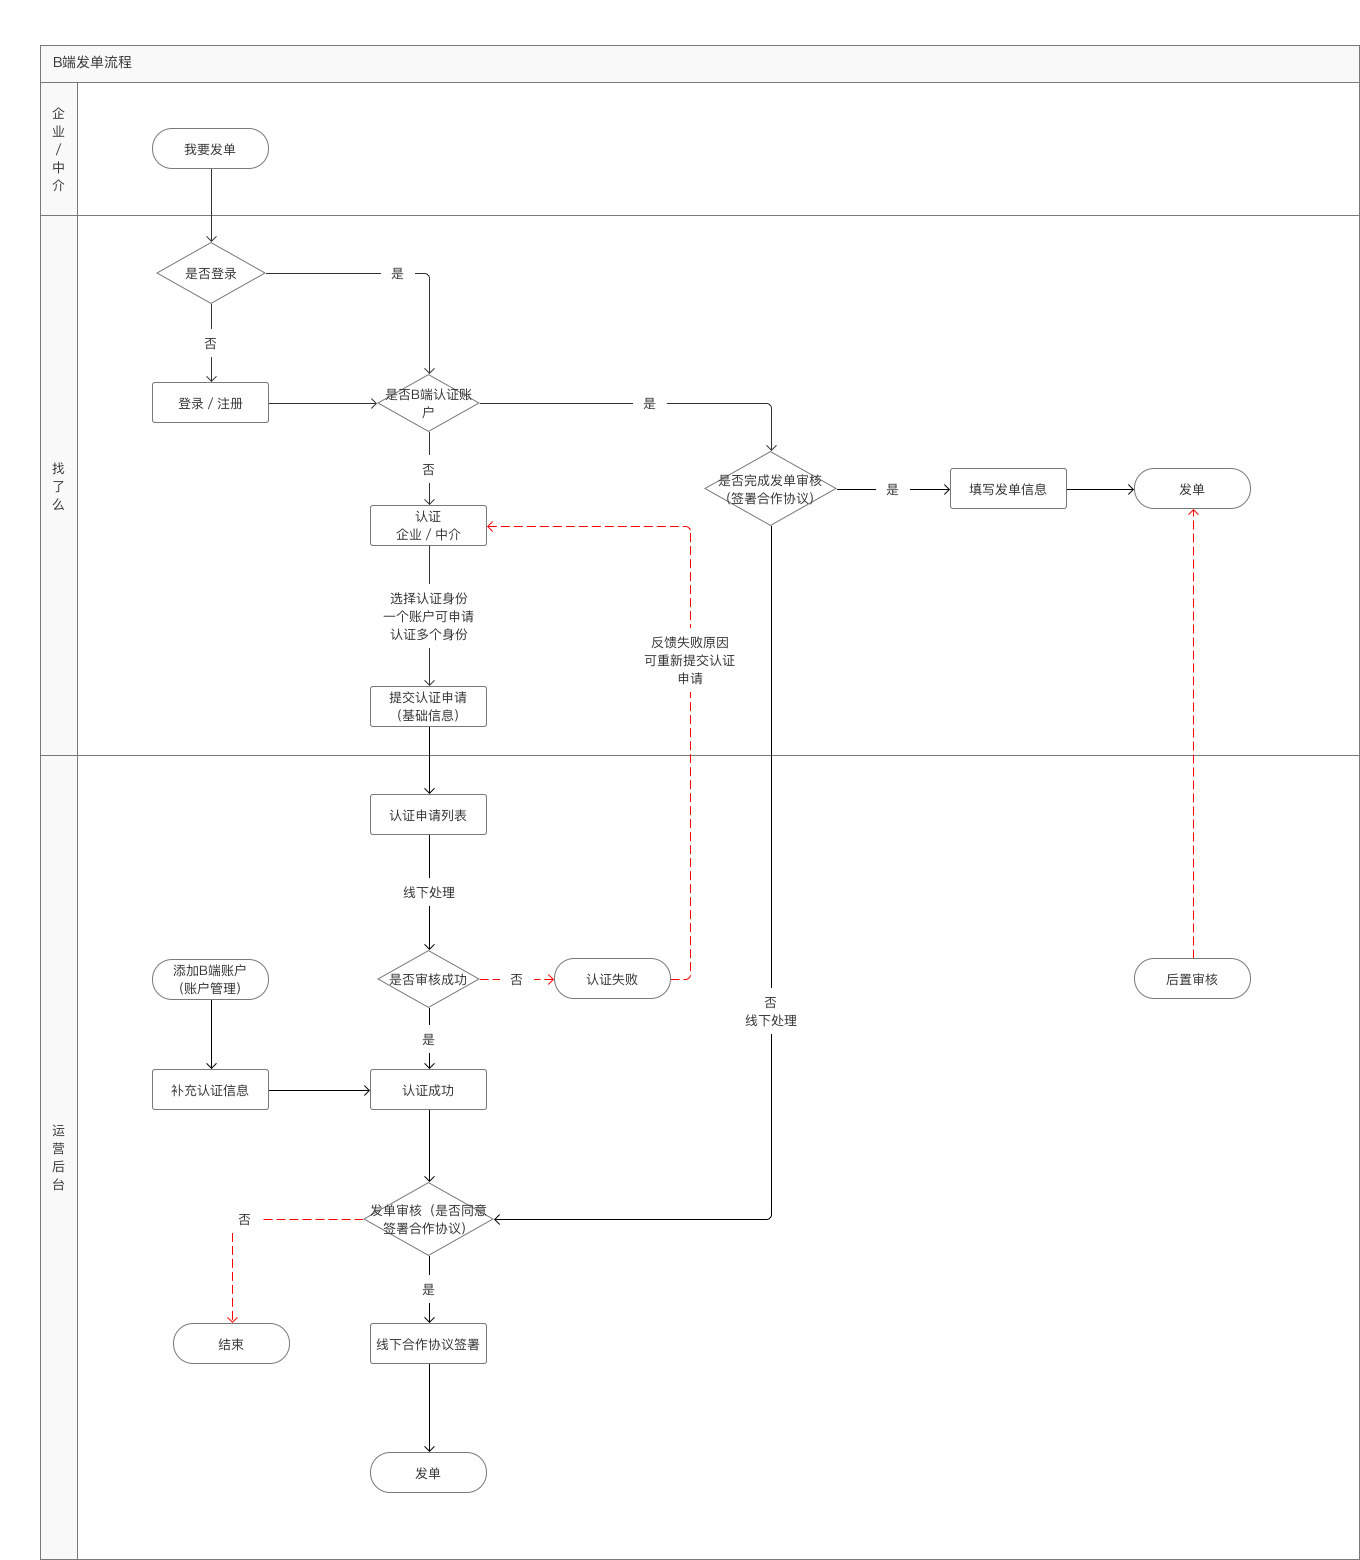 B端发单流程
企
业
/
中
介
我要发单
是否登录
是
否
登录 / 注册
是否B端认证账
户
是
否
是否完成发单审核
(签署合作协议)
是
填写发单信息
发单
找
了
么
认证
企业 / 中介
选择认证身份
一个账户可申请
认证多个身份
反馈失败原因
可重新提交认证
申请
提交认证申请
（基础信息）
认证申请列表
线下处理
添加B端账户
（账户管理）
是否审核成功
否
认证失败
后置审核
否
线下处理
是
补充认证信息
认证成功
运
营
后
台
发单审核（是否同意
签署合作协议）
否
是
结束
线下合作协议签署
发单